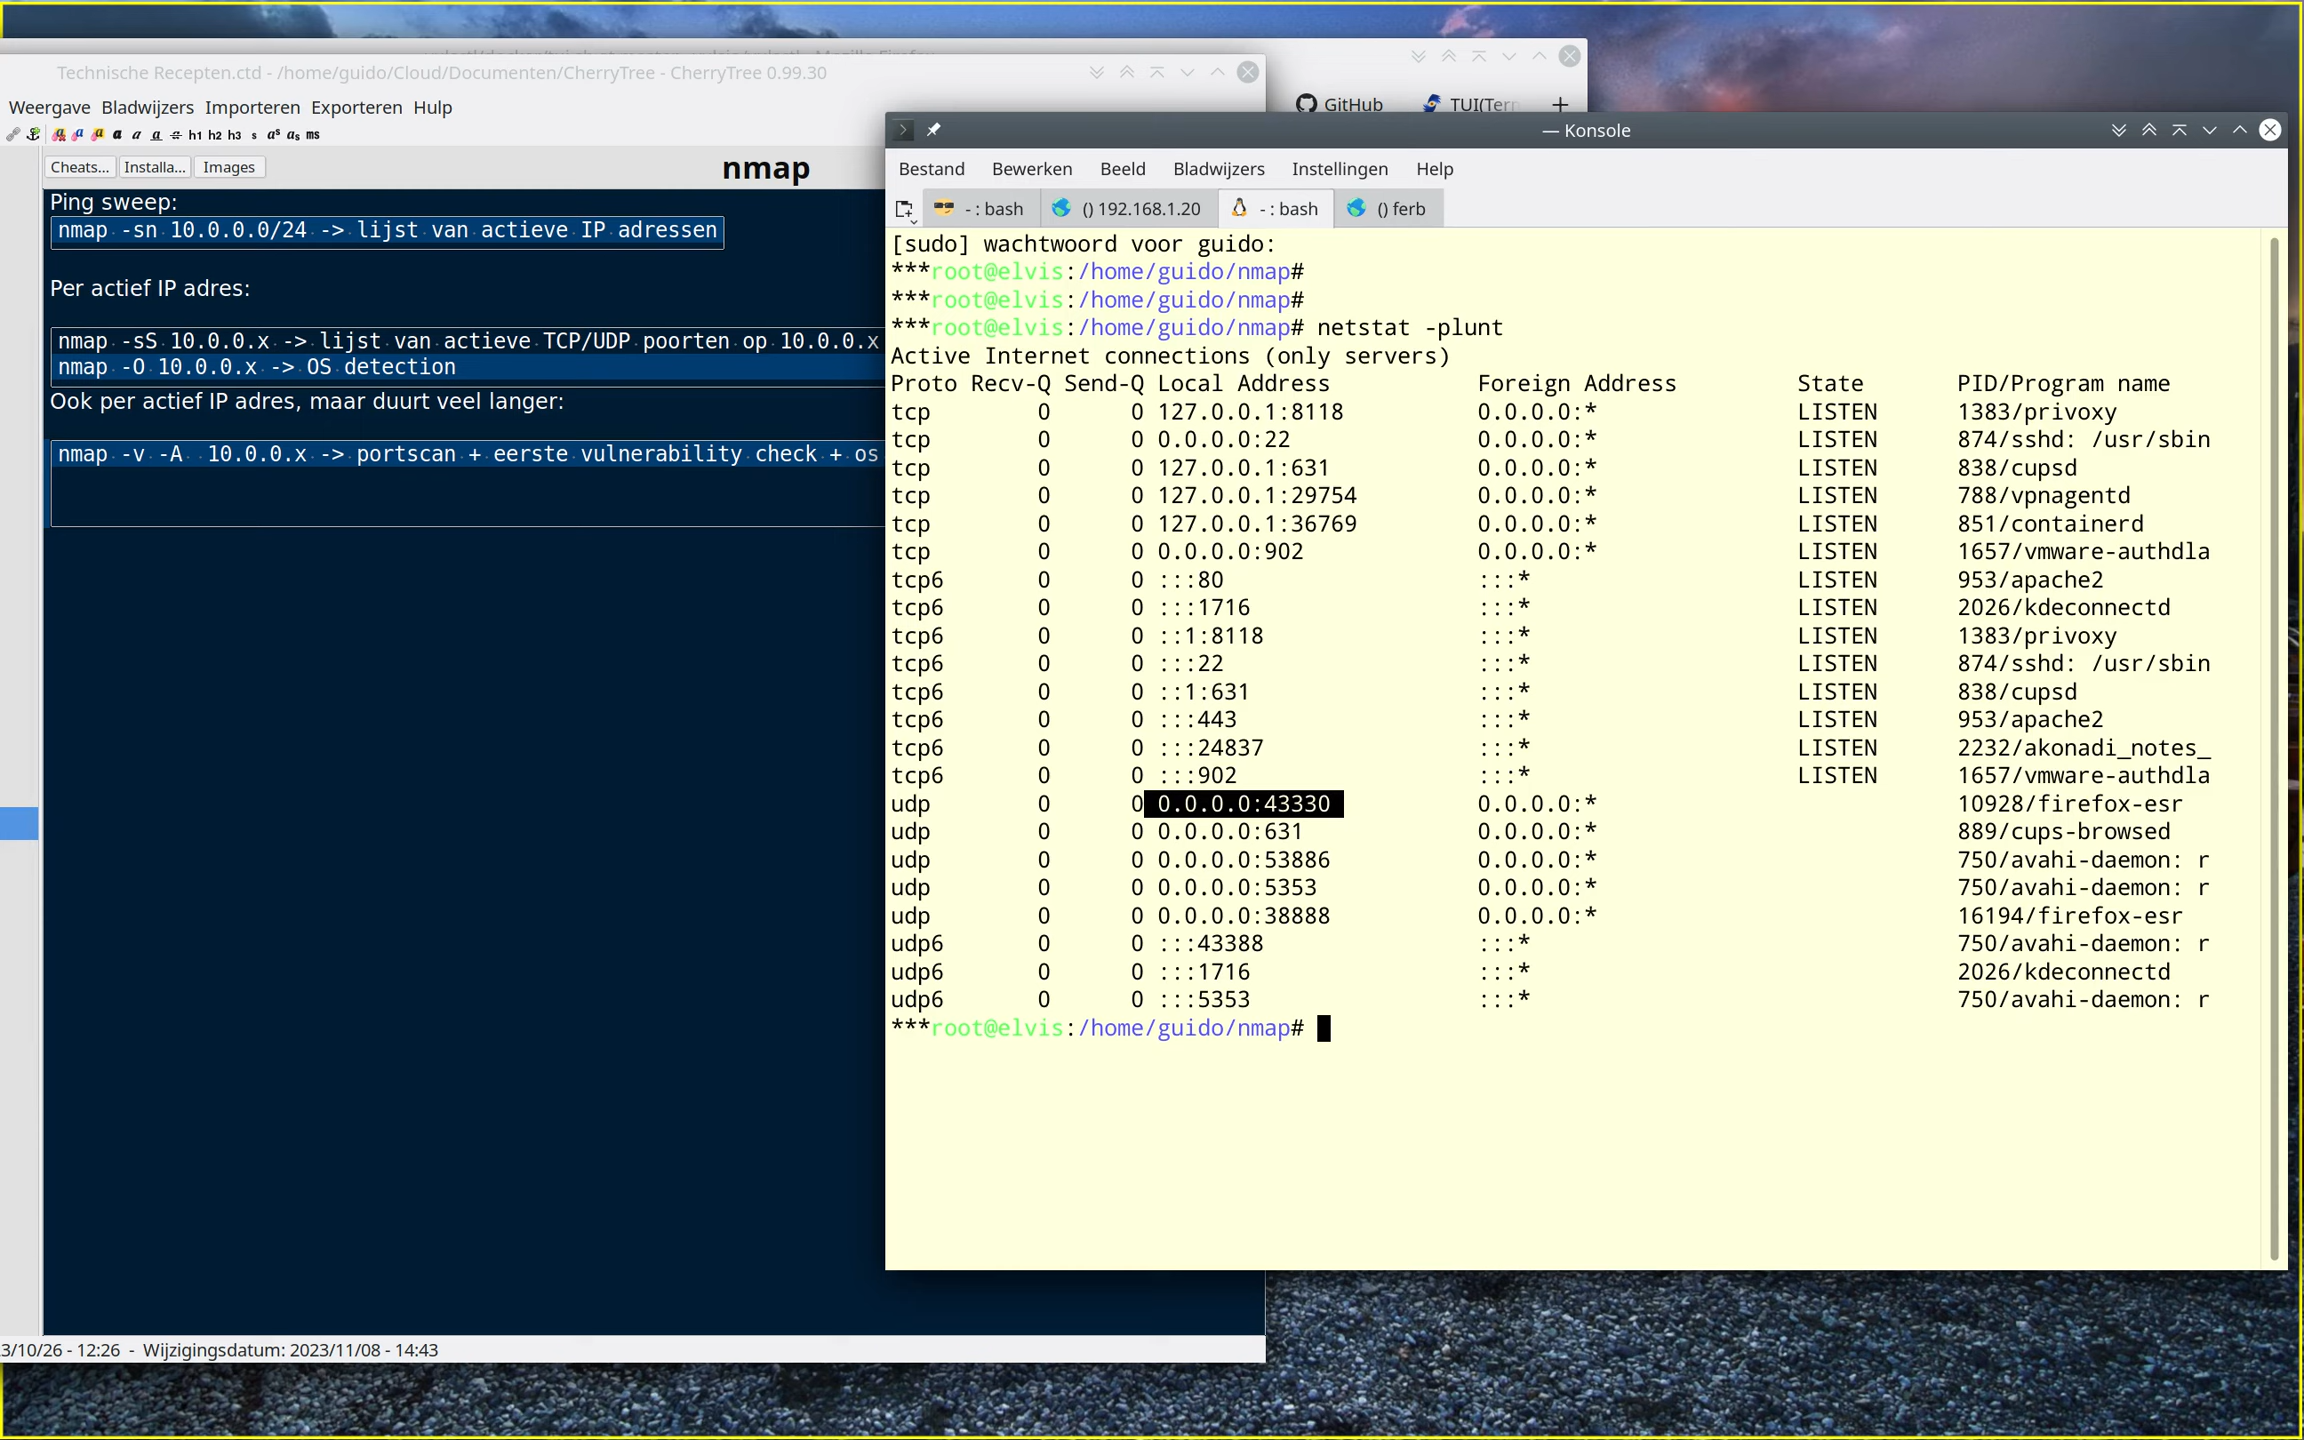 Technische Recepten.ctd - /home/guido/Cloud/Documenten/CherryTree - CherryTree 0.99.30
Weergave Bladwijzers Importeren Exporteren Hulp
h1 h2 h3 s ms
Cheats... Installa... Images
nmap
Ping sweep:
nmap -sn 10.0.0.0/24 -> lijst van actieve IP adressen
Per actief IP adres:
nmap -sS 10.0.0.x -> lijst van actieve TCP/UDP poorten op 10.0.0.x
nmap -O 10.0.0.x -> OS detection
Ook per actief IP adres, maar duurt veel langer:
nmap -v -A  10.0.0.x -> portscan + eerste vulnerability check + os
3/10/26 - 12:26 - Wijzigingsdatum: 2023/11/08 - 14:43
GitHub TUI(Tern +
— Konsole
Bestand Bewerken Beeld Bladwijzers Instellingen Help
- : bash () 192.168.1.20 - : bash () ferb
[sudo] wachtwoord voor guido:
***root@elvis:/home/guido/nmap#
***root@elvis:/home/guido/nmap#
***root@elvis:/home/guido/nmap# netstat -plunt
Active Internet connections (only servers)
Proto Recv-Q Send-Q Local Address Foreign Address State PID/Program name
tcp 0 0 127.0.0.1:8118 0.0.0.0:* LISTEN 1383/privoxy
tcp 0 0 0.0.0.0:22 0.0.0.0:* LISTEN 874/sshd: /usr/sbin
tcp 0 0 127.0.0.1:631 0.0.0.0:* LISTEN 838/cupsd
tcp 0 0 127.0.0.1:29754 0.0.0.0:* LISTEN 788/vpnagentd
tcp 0 0 127.0.0.1:36769 0.0.0.0:* LISTEN 851/containerd
tcp 0 0 0.0.0.0:902 0.0.0.0:* LISTEN 1657/vmware-authdla
tcp6 0 0 :::80 :::* LISTEN 953/apache2
tcp6 0 0 :::1716 :::* LISTEN 2026/kdeconnectd
tcp6 0 0 ::1:8118 :::* LISTEN 1383/privoxy
tcp6 0 0 :::22 :::* LISTEN 874/sshd: /usr/sbin
tcp6 0 0 ::1:631 :::* LISTEN 838/cupsd
tcp6 0 0 :::443 :::* LISTEN 953/apache2
tcp6 0 0 :::24837 :::* LISTEN 2232/akonadi_notes_
tcp6 0 0 :::902 :::* LISTEN 1657/vmware-authdla
udp 0 0 0.0.0.0:43330 0.0.0.0:* 10928/firefox-esr
udp 0 0 0.0.0.0:631 0.0.0.0:* 889/cups-browsed
udp 0 0 0.0.0.0:53886 0.0.0.0:* 750/avahi-daemon: r
udp 0 0 0.0.0.0:5353 0.0.0.0:* 750/avahi-daemon: r
udp 0 0 0.0.0.0:38888 0.0.0.0:* 16194/firefox-esr
udp6 0 0 :::43388 :::* 750/avahi-daemon: r
udp6 0 0 :::1716 :::* 2026/kdeconnectd
udp6 0 0 :::5353 :::* 750/avahi-daemon: r
***root@elvis:/home/guido/nmap#